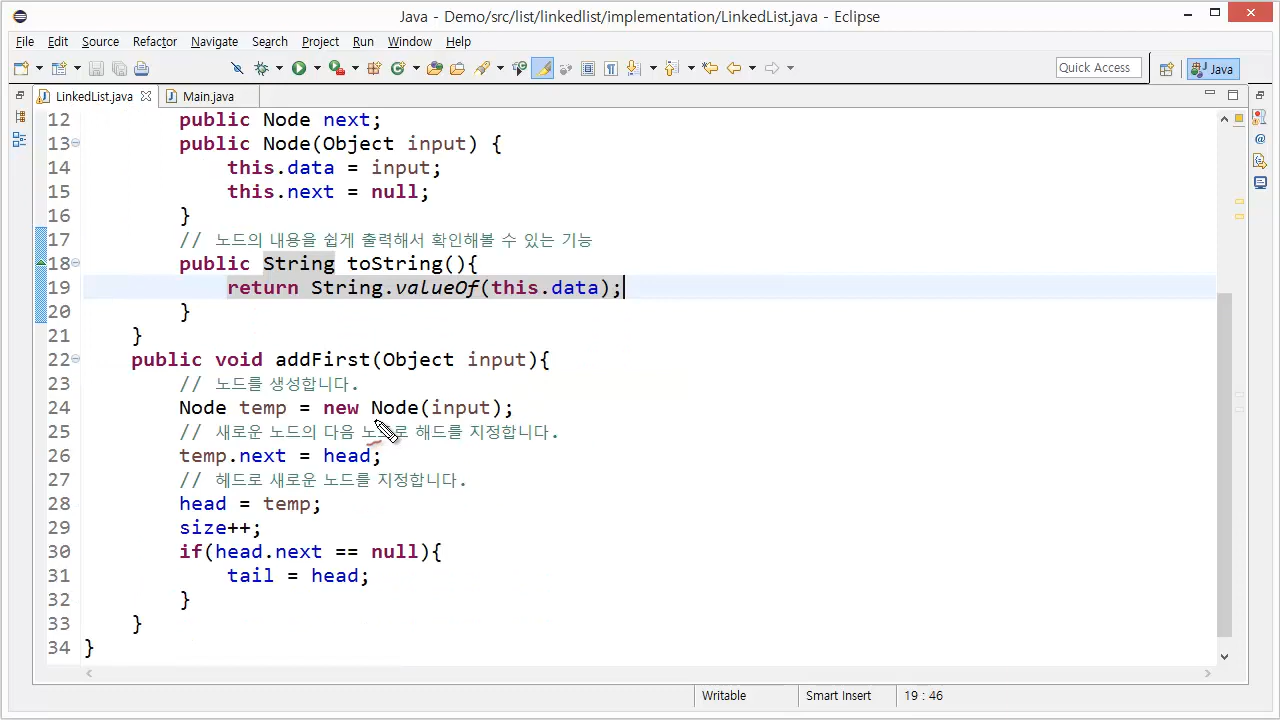 Java - Demo/src/list/linkedlist/implementation/LinkedList.java - Eclipse
File Edit Source Refactor Navigate Search Project Run Window Help
Quick Access Java
LinkedList.java Main.java
12 public Node next;
13 public Node(Object input) {
14 this.data = input;
15 this.next = null;
16 }
17 // 노드의 내용을 쉽게 출력해서 확인해볼 수 있는 기능
18 public String toString(){
19 return String.valueOf(this.data);
20 }
21 }
22 public void addFirst(Object input){
23 // 노드를 생성합니다.
24 Node temp = new Node(input);
25 // 새로운 노드의 다음 노드로 해드를 지정합니다.
26 temp.next = head;
27 // 헤드로 새로운 노드를 지정합니다.
28 head = temp;
29 size++;
30 if(head.next == null){
31 tail = head;
32 }
33 }
34 }
Writable Smart Insert 19 : 46